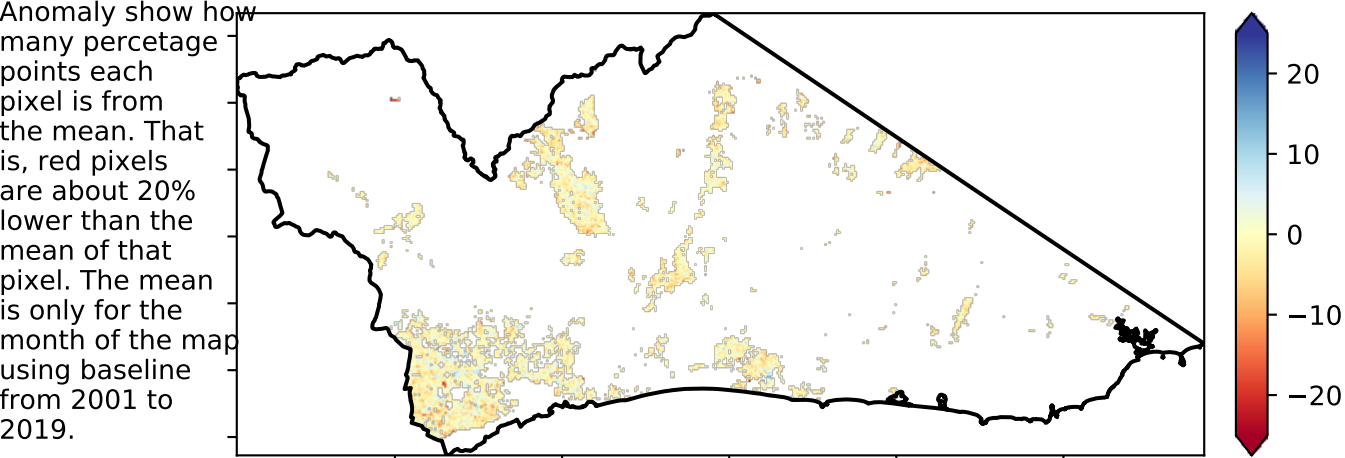 Anomaly show how
many percetage
points each
pixel is from
the mean. That
is, red pixels
are about 20%
lower than the
mean of that
pixel. The mean
is only for the
month of the map
using baseline
from 2001 to
2019.
20
10
0
−10
−20